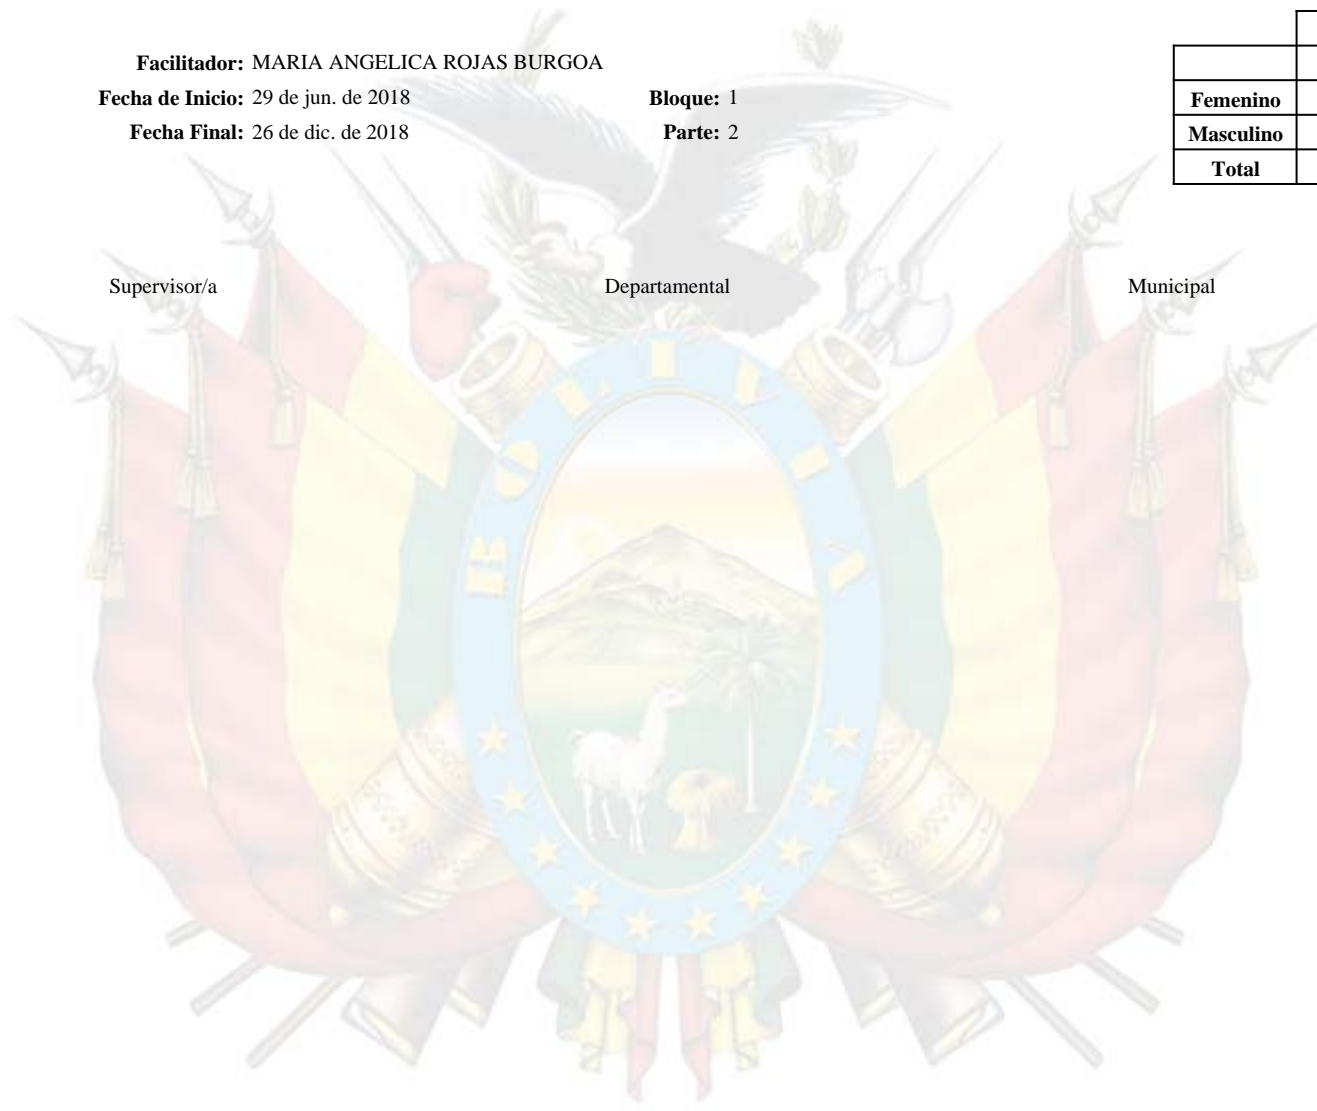 Facilitador: MARIA ANGELICA ROJAS BURGOA
Fecha de Inicio: 29 de jun. de 2018 Bloque: 1
Fecha Final: 26 de dic. de 2018 Parte: 2
Femenino
Masculino
Total
Supervisor/a Departamental Municipal
BOLIVIA